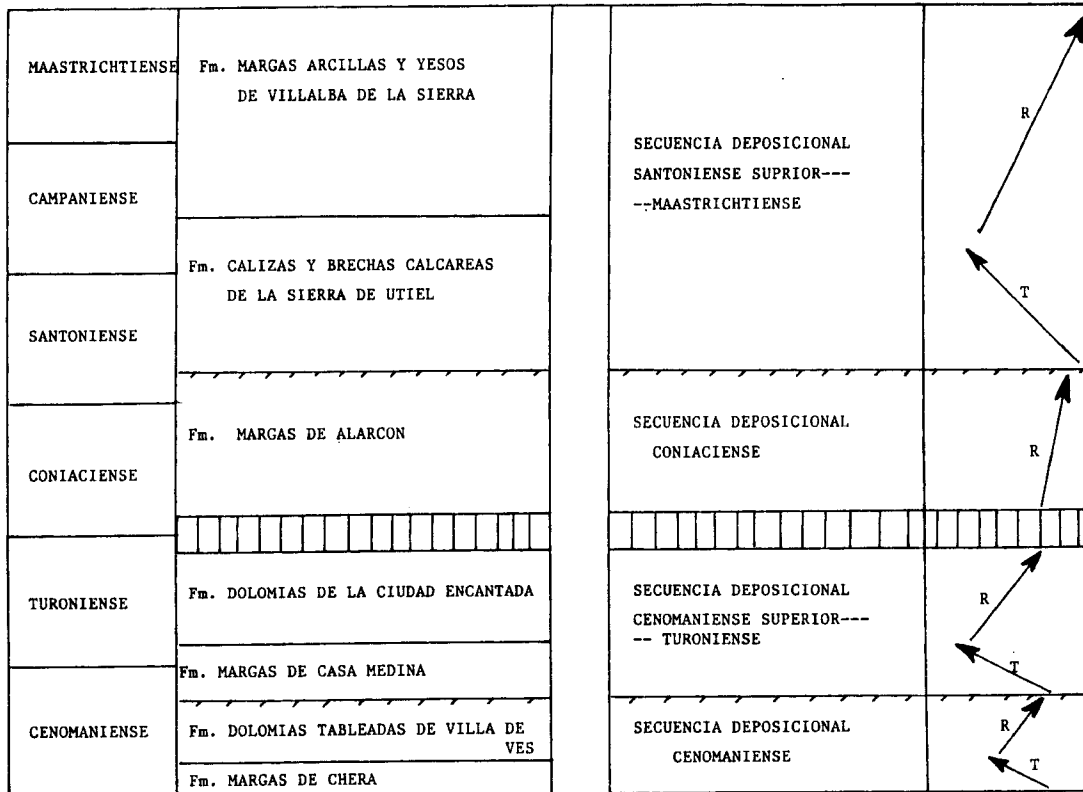 MAASTRICHTIENSE
CAMPANIENSE
SANTONIENSE
CONIACIENSE
TURONIENSE
CENOMANIENSE
Fm. MARGAS ARCILLAS Y YESOS
DE VILLALBA DE LA SIERRA
Fm. CALIZAS Y BRECHAS CALCAREAS
DE LA SIERRA DE UTIEL
Fm. MARGAS DE ALARCON
Fm. DOLOMIAS DE LA CIUDAD ENCANTADA
Fm. MARGAS DE CASA MEDINA
Fm. DOLOMIAS TABLEADAS DE VILLA DE
VES
Fm. MARGAS DE CHERA
SECUENCIA DEPOSICIONAL
SANTONIENSE SUPRIOR----
--MAASTRICHTIENSE
SECUENCIA DEPOSICIONAL
CONIACIENSE
SECUENCIA DEPOSICIONAL
CENOMANIENSE SUPERIOR----
---- TURONIENSE
SECUENCIA DEPOSICIONAL
CENOMANIENSE
R
T
R
R
T
R
T